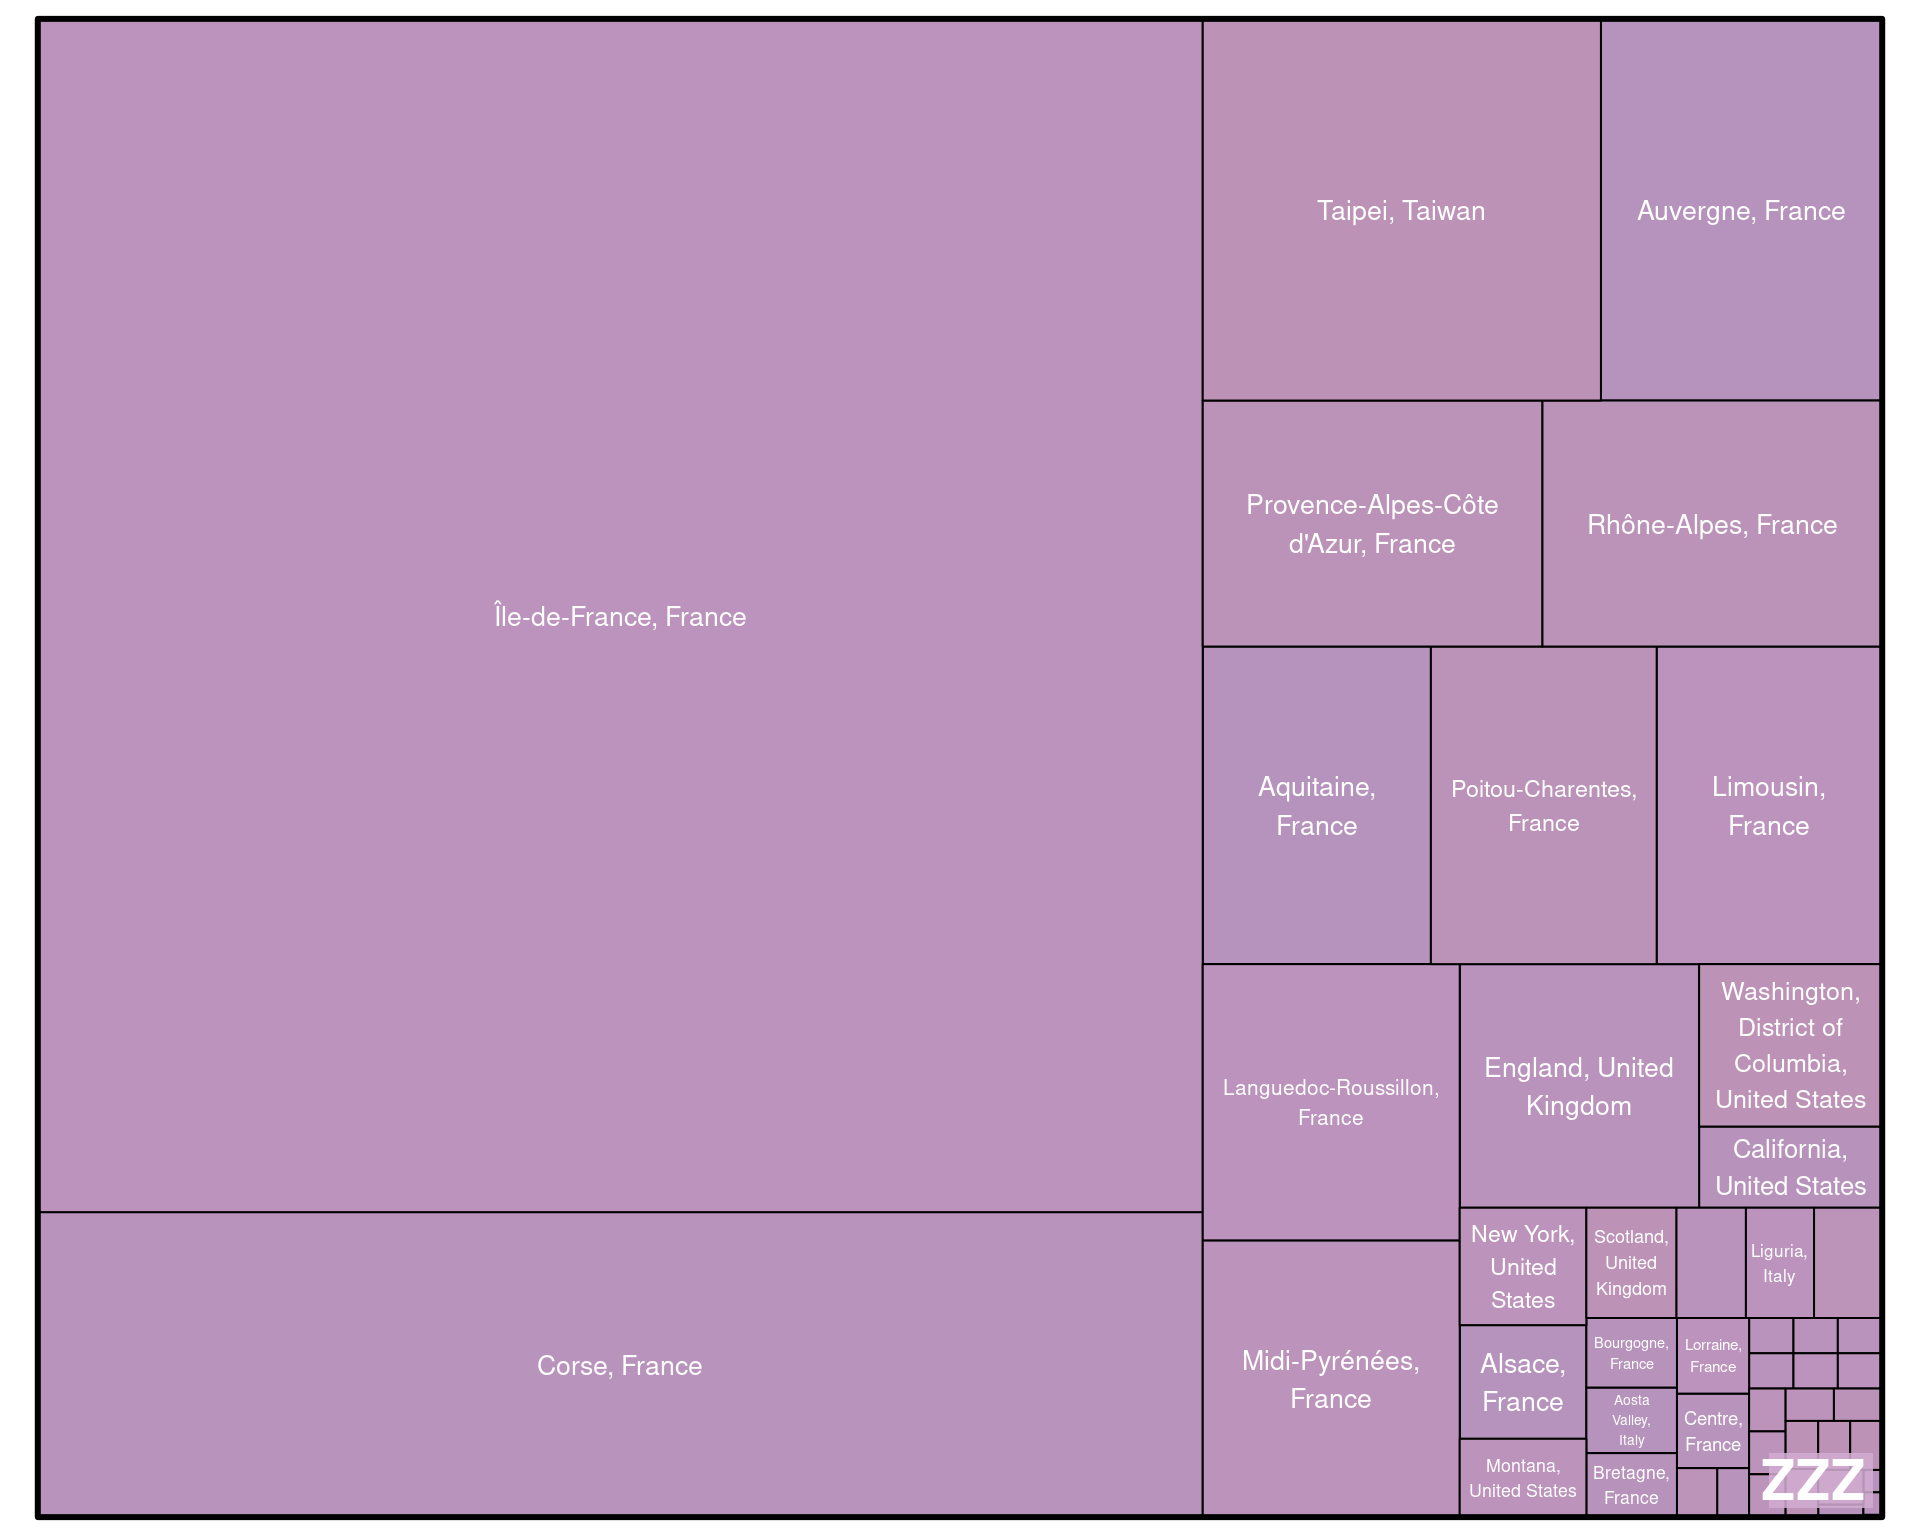 Île-de-France, France
Corse, France
Taipei, Taiwan
Auvergne, France
Provence-Alpes-Côte
d'Azur, France
Rhône-Alpes, France
Aquitaine,
France
Poitou-Charentes,
France
Limousin,
France
Languedoc-Roussillon,
France
England, United
Kingdom
Washington,
District of
Columbia,
United States
California,
United States
Midi-Pyrénées,
France
New York,
United
States
Scotland,
United
Kingdom
Liguria,
Italy
Alsace,
France
Bourgogne,
France
Lorraine,
France
Aosta
Valley,
Italy
Centre,
France
Montana,
United States
Bretagne,
France
ZZZ